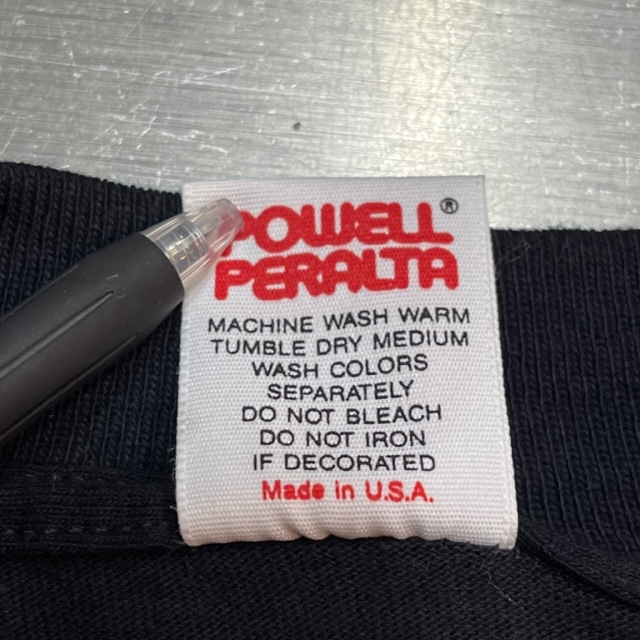 POWELL®
PERALTA
MACHINE WASH WARM
TUMBLE DRY MEDIUM
WASH COLORS
SEPARATELY
DO NOT BLEACH
DO NOT IRON
IF DECORATED
Made in U.S.A.